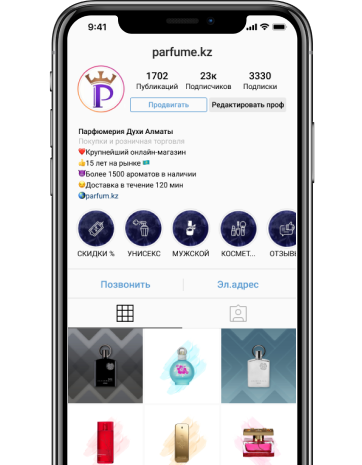 9:41
parfume.kz
P
1702 23к 3330
Публикаций Подписчиков Подписки
Продвигать Редактировать проф
Парфюмерия Духи Алматы
Покупки и розничная торговля
❤Крупнейший онлайн-магазин
👍15 лет на рынке
😈Более 1500 ароматов в наличии
Доставка в течение 120 мин
parfum.kz
СКИДКИ % УНИСЕКС МУЖСКОЙ КОСМЕТ... ОТЗЫВЫ
Позвонить Эл.адрес